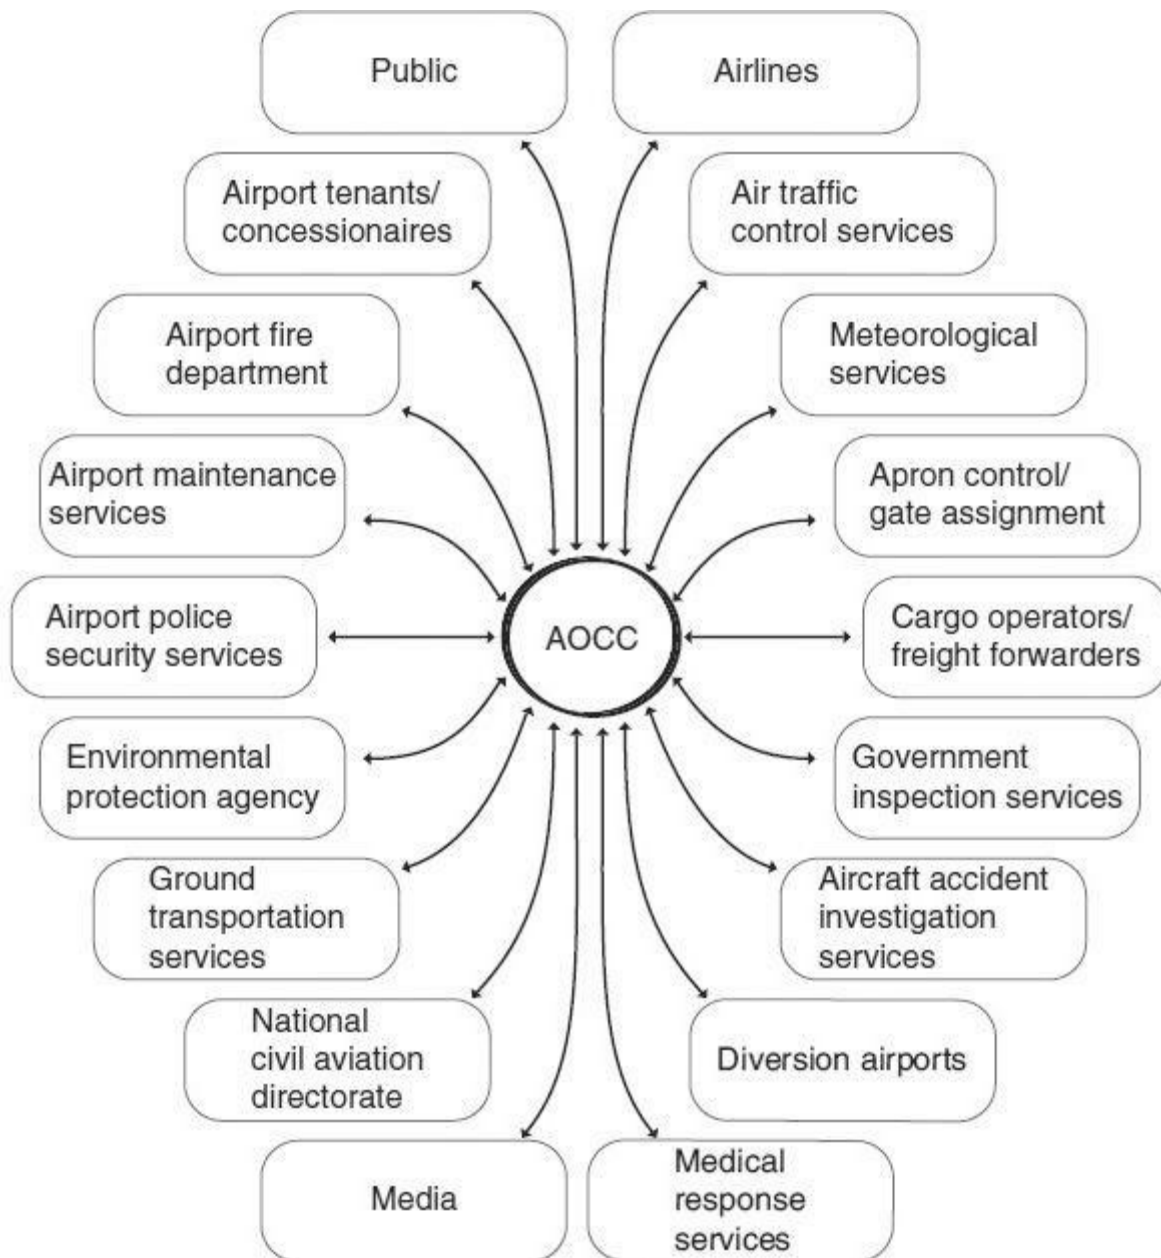 Public
Airlines
Airport tenants/
concessionaires
Air traffic
control services
Airport fire
department
Meteorological
services
Airport maintenance
services
Apron control/
gate assignment
Airport police
security services
AOCC
Cargo operators/
freight forwarders
Environmental
protection agency
Government
inspection services
Ground
transportation
services
Aircraft accident
investigation
services
National
civil aviation
directorate
Diversion airports
Media
Medical
response
services